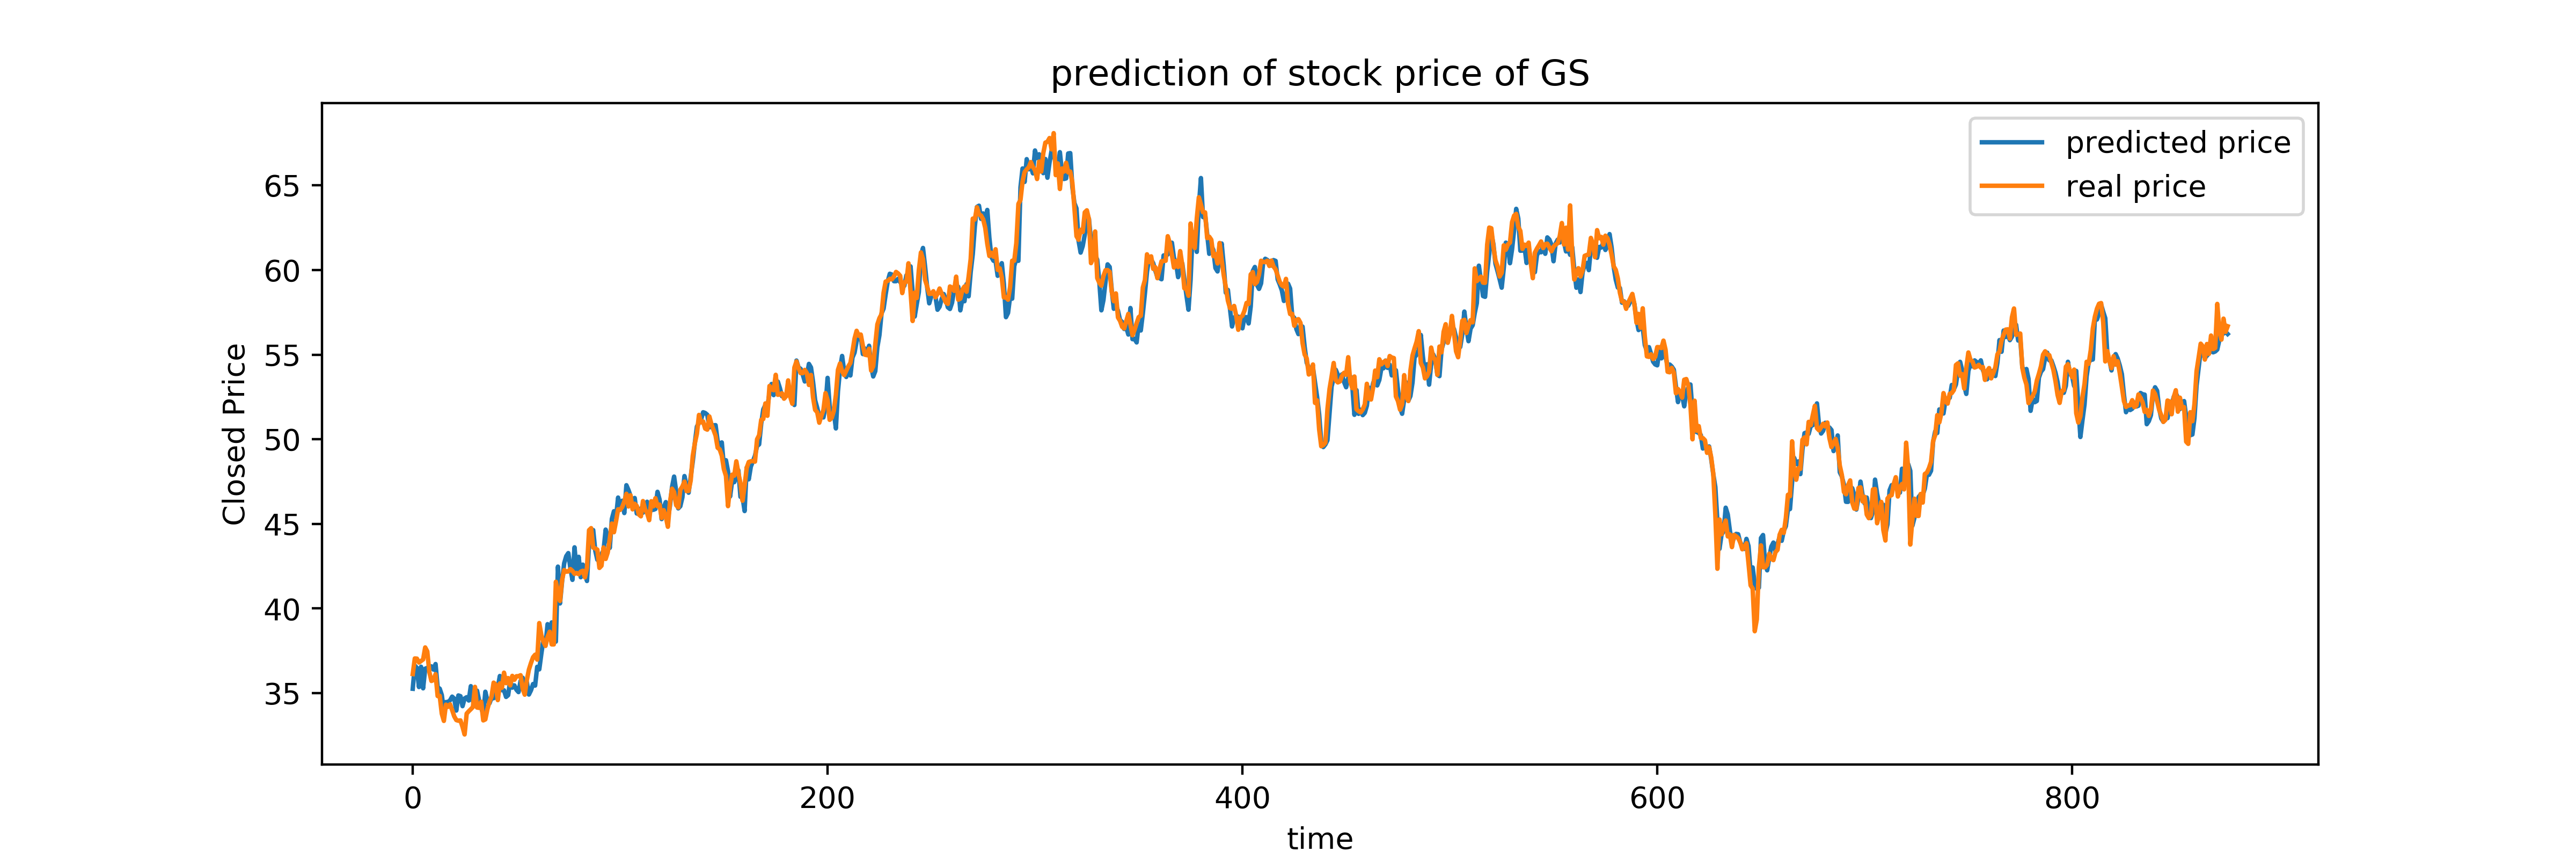 prediction of stock price of GS
predicted price
real price
65
60
55
50
45
40
35
Closed Price
0 200 400 600 800
time